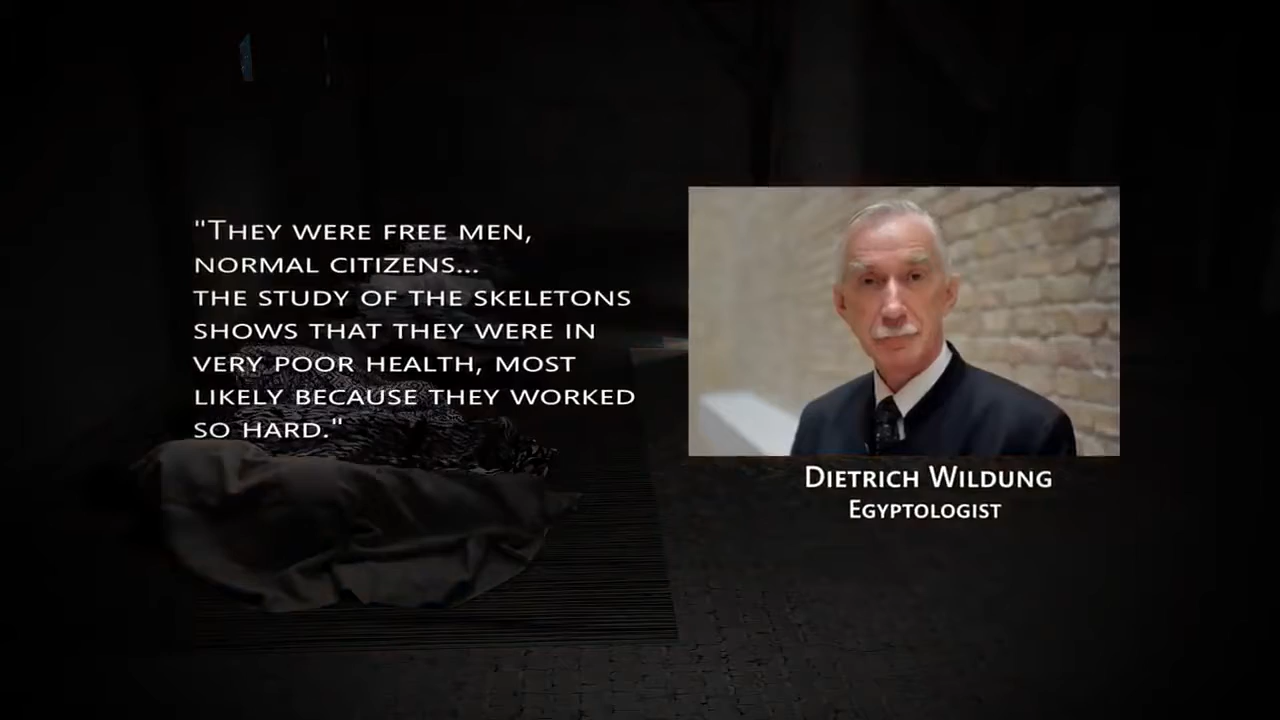 "They were free men,
normal citizens...
the study of the skeletons
shows that they were in
very poor health, most
likely because they worked
so hard."
Dietrich Wildung
Egyptologist